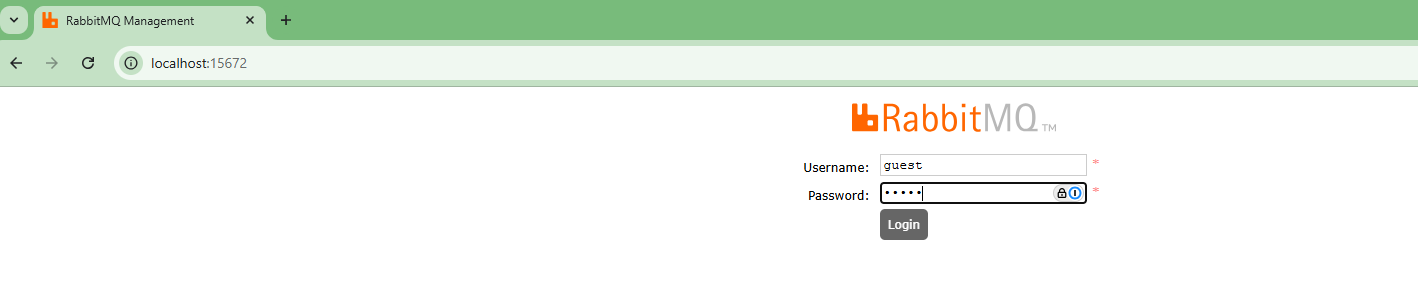 RabbitMQ Management
localhost:15672
RabbitMQ TM
Username: guest *
Password: ••••• *
Login